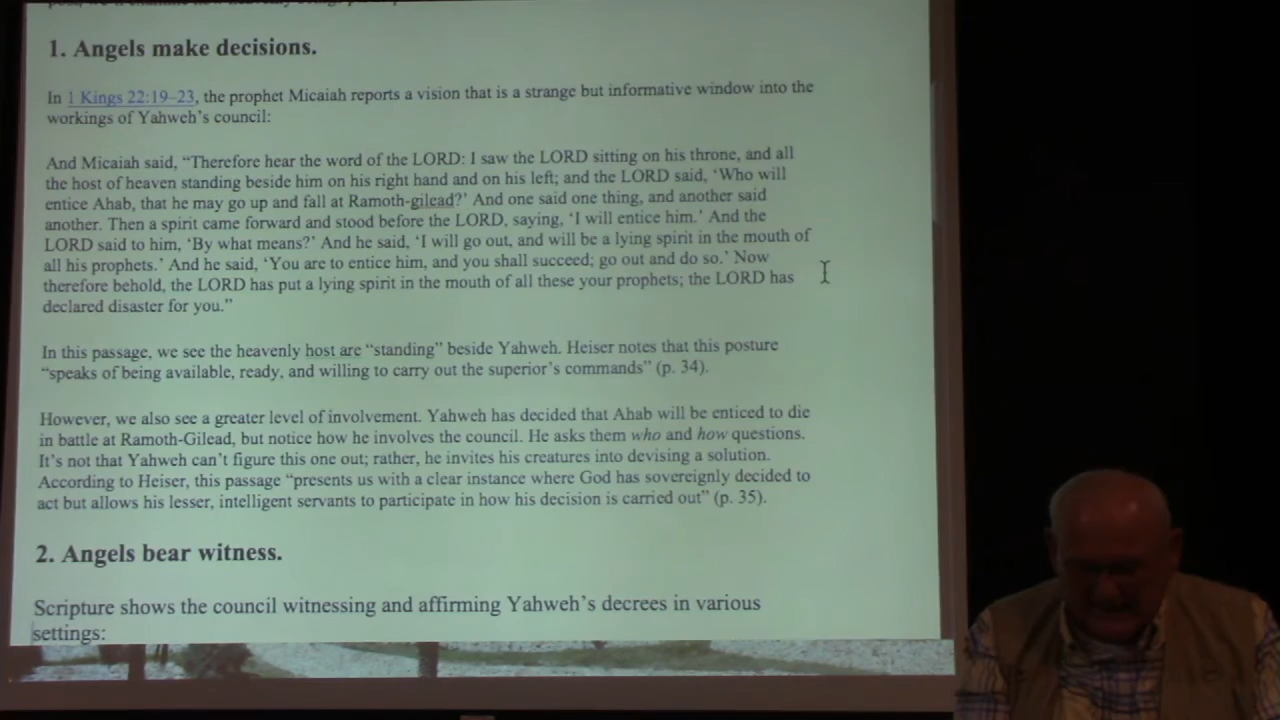 1. Angels make decisions.
In 1 Kings 22:19–23, the prophet Micaiah reports a vision that is a strange but informative window into the
workings of Yahweh’s council:
And Micaiah said, “Therefore hear the word of the LORD: I saw the LORD sitting on his throne, and all
the host of heaven standing beside him on his right hand and on his left; and the LORD said, ‘Who will
entice Ahab, that he may go up and fall at Ramoth-gilead?’ And one said one thing, and another said
another. Then a spirit came forward and stood before the LORD, saying, ‘I will entice him.’ And the
LORD said to him, ‘By what means?’ And he said, ‘I will go out, and will be a lying spirit in the mouth of
all his prophets.’ And he said, ‘You are to entice him, and you shall succeed; go out and do so.’ Now
therefore behold, the LORD has put a lying spirit in the mouth of all these your prophets; the LORD has
declared disaster for you.”
In this passage, we see the heavenly host are “standing” beside Yahweh. Heiser notes that this posture
“speaks of being available, ready, and willing to carry out the superior’s commands” (p. 34).
However, we also see a greater level of involvement. Yahweh has decided that Ahab will be enticed to die
in battle at Ramoth-Gilead, but notice how he involves the council. He asks them who and how questions.
It’s not that Yahweh can’t figure this one out; rather, he invites his creatures into devising a solution.
According to Heiser, this passage “presents us with a clear instance where God has sovereignly decided to
act but allows his lesser, intelligent servants to participate in how his decision is carried out” (p. 35).
2. Angels bear witness.
Scripture shows the council witnessing and affirming Yahweh’s decrees in various
settings: